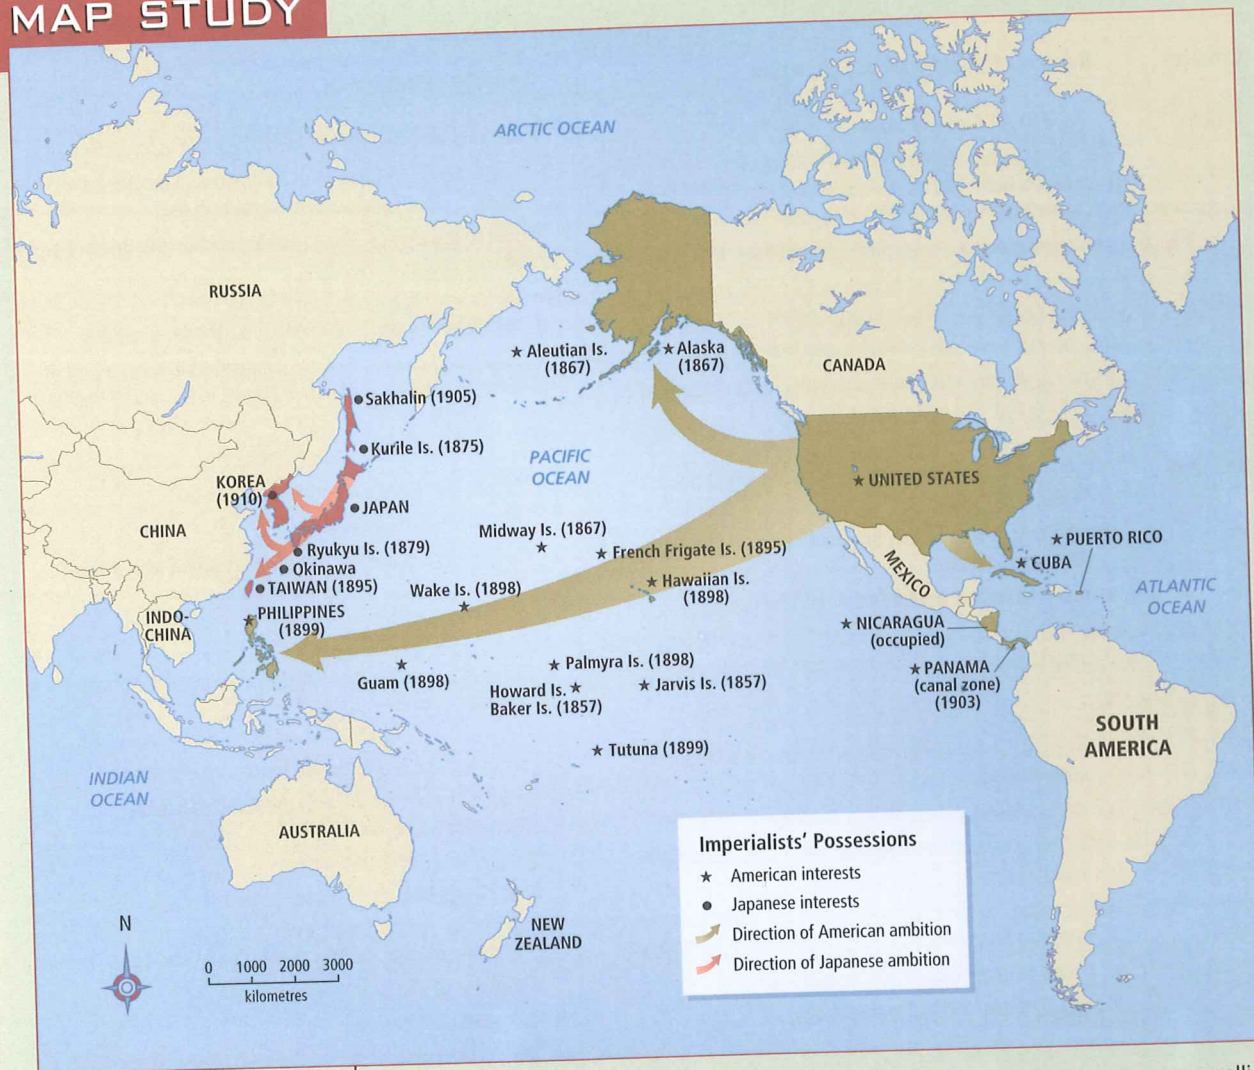 MAP STUDY
ARCTIC OCEAN
RUSSIA
★ Aleutian Is.
(1867)
★ Alaska
(1867)
CANADA
● Sakhalin (1905)
● Kurile Is. (1875)
PACIFIC
OCEAN
KOREA
(1910)
● JAPAN
★ UNITED STATES
CHINA
Midway Is. (1867)
★ French Frigate Is. (1895)
● Ryukyu Is. (1879)
● Okinawa
● TAIWAN (1895)
Wake Is. (1898)
★ Hawaiian Is.
(1898)
MEXICO
★ PUERTO RICO
★ CUBA
ATLANTIC
OCEAN
INDO-
CHINA
★ PHILIPPINES
(1899)
★ NICARAGUA
(occupied)
Guam (1898)
★ Palmyra Is. (1898)
Howard Is. ★
Baker Is. (1857)
★ Jarvis Is. (1857)
★ PANAMA
(canal zone)
(1903)
★ Tutuna (1899)
SOUTH
AMERICA
INDIAN
OCEAN
AUSTRALIA
NEW
ZEALAND
N
0 1000 2000 3000
kilometres
Imperialists' Possessions
★ American interests
● Japanese interests
Direction of American ambition
Direction of Japanese ambition